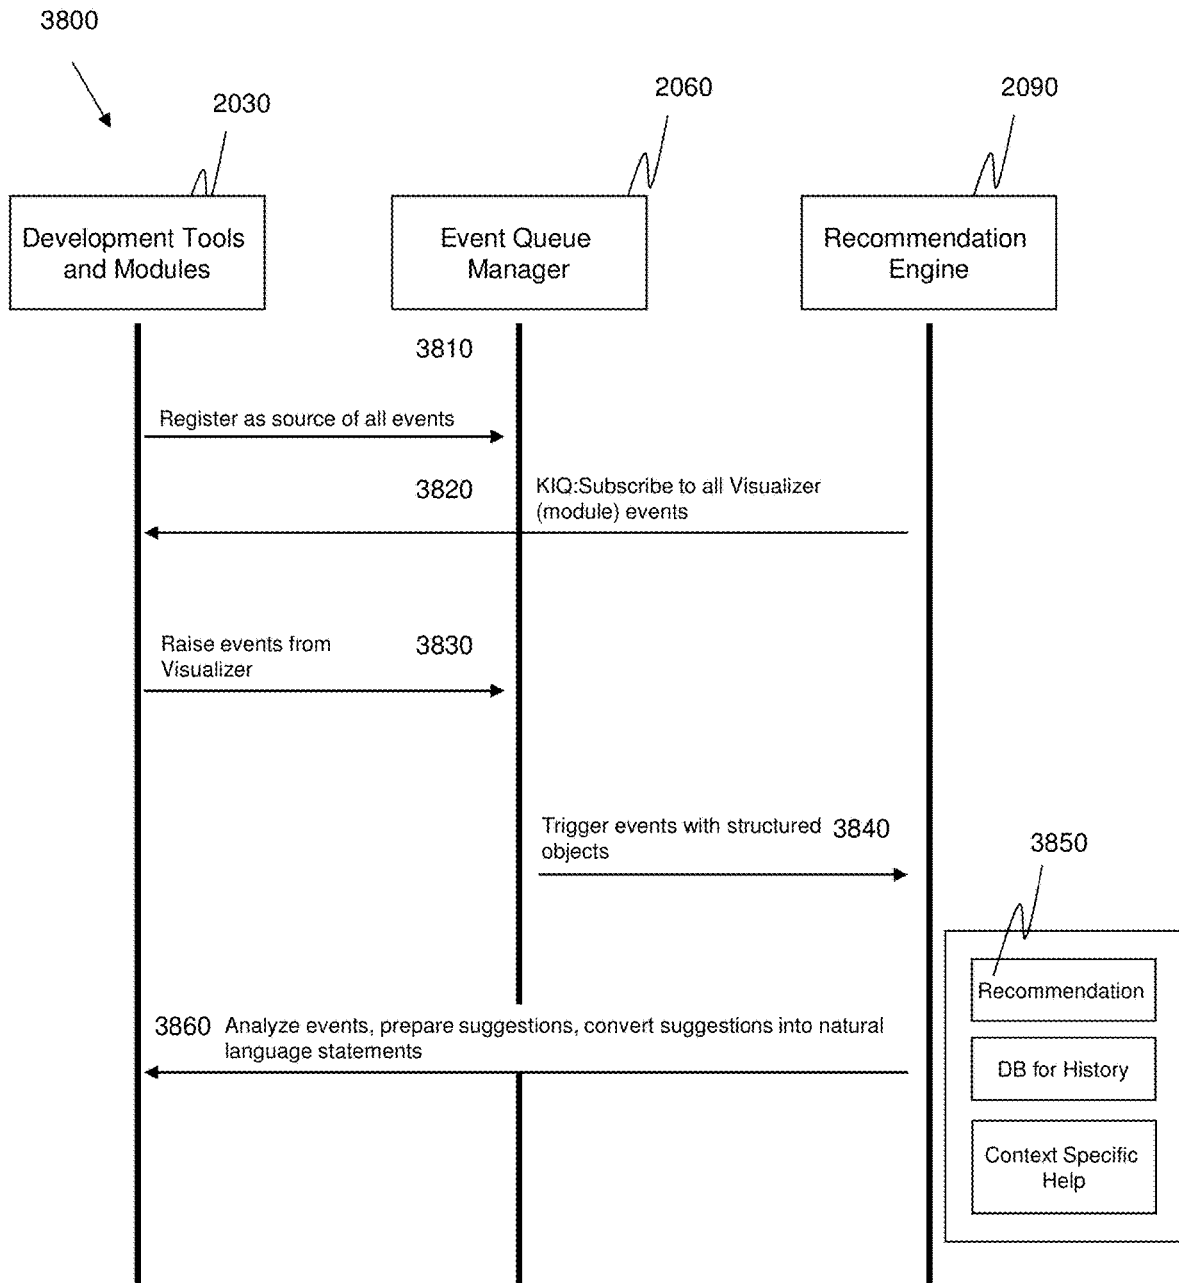 3800
2030
2060
2090
Development Tools
and Modules
Event Queue
Manager
Recommendation
Engine
3810
Register as source of all events
3820
KIQ:Subscribe to all Visualizer
(module) events
Raise events from
Visualizer
3830
Trigger events with structured
objects
3840
3850
Recommendation
3860
Analyze events, prepare suggestions, convert suggestions into natural
language statements
DB for History
Context Specific
Help